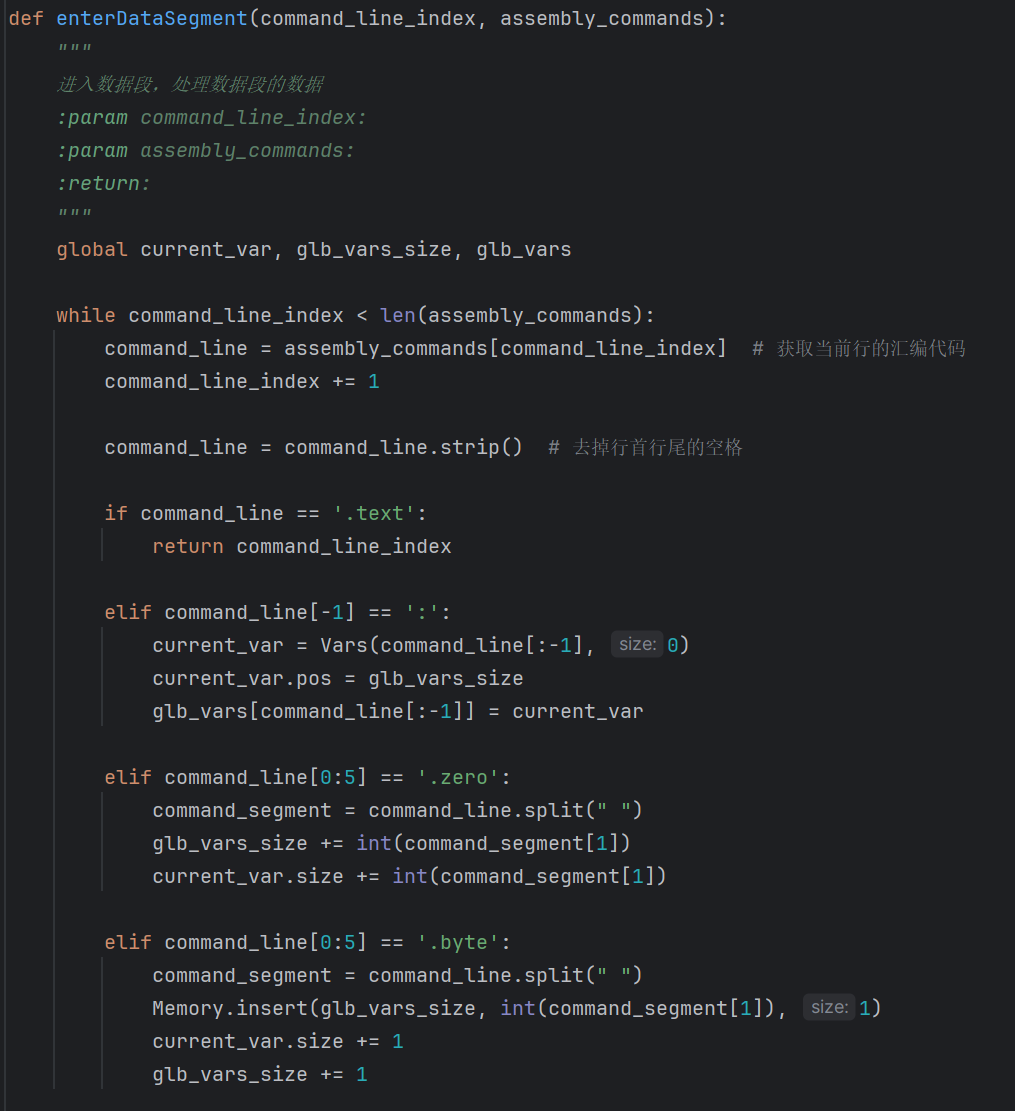 def enterDataSegment(command_line_index, assembly_commands):
    """
    进入数据段，处理数据段的数据
    :param command_line_index:
    :param assembly_commands:
    :return:
    """
    global current_var, glb_vars_size, glb_vars
    while command_line_index < len(assembly_commands):
        command_line = assembly_commands[command_line_index]  # 获取当前行的汇编代码
        command_line_index += 1
        command_line = command_line.strip()  # 去掉行首行尾的空格
        if command_line == '.text':
            return command_line_index
        elif command_line[-1] == ':':
            current_var = Vars(command_line[:-1], size: 0)
            current_var.pos = glb_vars_size
            glb_vars[command_line[:-1]] = current_var
        elif command_line[0:5] == '.zero':
            command_segment = command_line.split(" ")
            glb_vars_size += int(command_segment[1])
            current_var.size += int(command_segment[1])
        elif command_line[0:5] == '.byte':
            command_segment = command_line.split(" ")
            Memory.insert(glb_vars_size, int(command_segment[1]), size: 1)
            current_var.size += 1
            glb_vars_size += 1